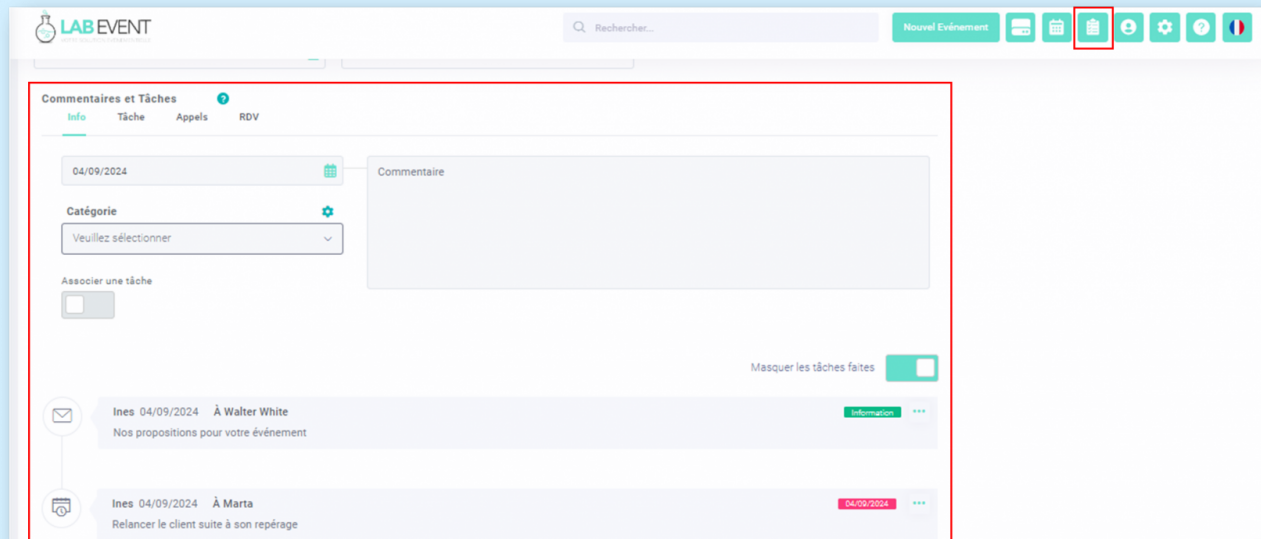 LAB EVENT
Rechercher...
Nouvel Evénement
Commentaires et Tâches
Info Tâche Appels RDV
04/09/2024
Commentaire
Catégorie
Veuillez sélectionner
Associer une tâche
Masquer les tâches faites
Ines 04/09/2024 À Walter White
Information
Nos propositions pour votre événement
Ines 04/09/2024 À Marta
04/09/2024
Relancer le client suite à son repérage